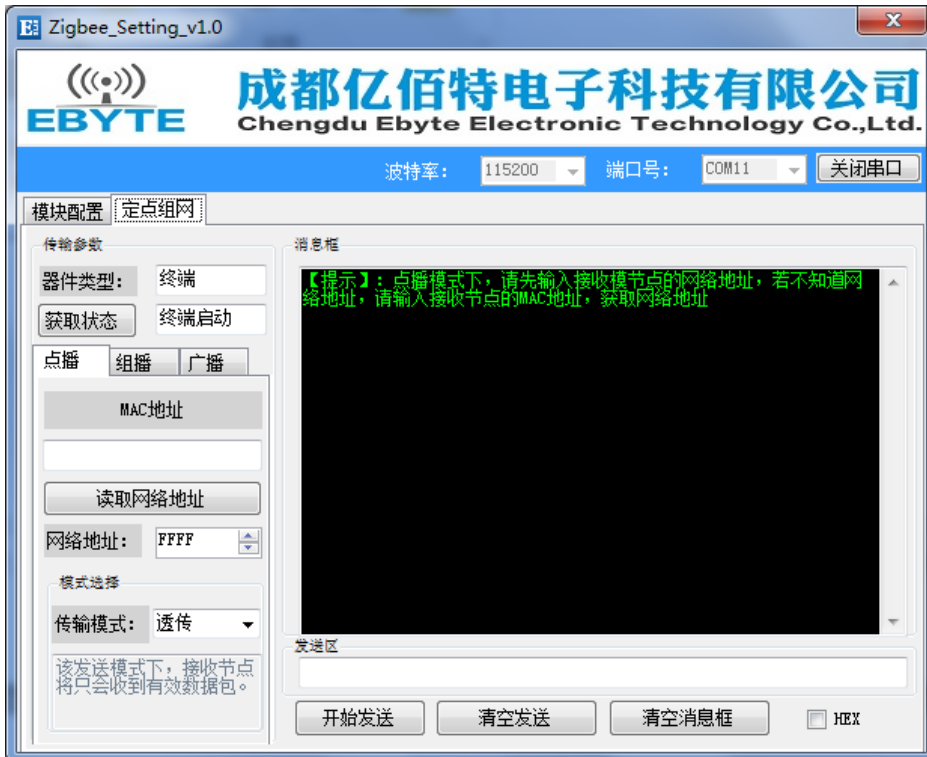 Zigbee_Setting_v1.0
EBYTE
成都亿佰特电子科技有限公司
Chengdu Ebyte Electronic Technology Co.,Ltd.
波特率： 115200 端口号： COM11 关闭串口
模块配置 定点组网
传输参数
器件类型： 终端
获取状态 终端启动
点播 组播 广播
MAC地址
读取网络地址
网络地址： FFFF
模式选择
传输模式： 透传
该发送模式下，接收节点
将只会收到有效数据包。
消息框
【提示】：点播模式下，请先输入接收模节点的网络地址，若不知道网
络地址，请输入接收节点的MAC地址，获取网络地址
发送区
开始发送 清空发送 清空消息框 HEX